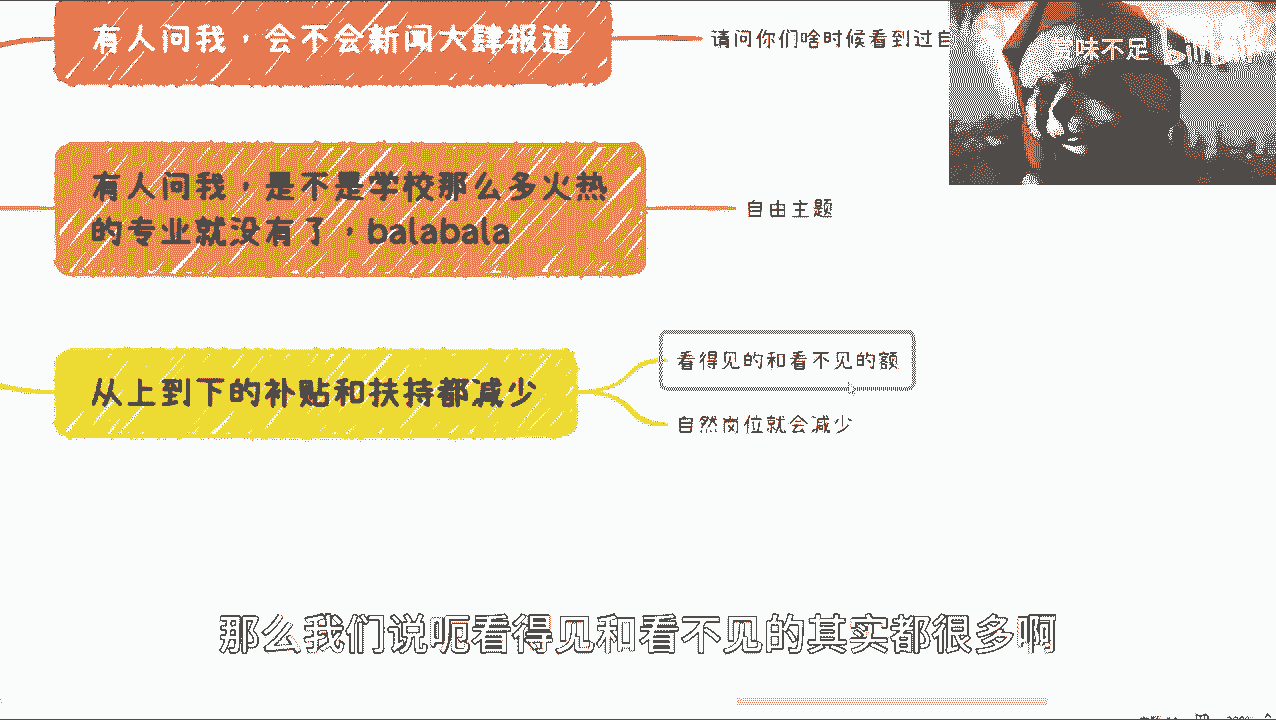 有人问我，会不会新闻大肆报道
请问你们啥时候看到过自
赏味不足
有人问我，是不是学校那么多火热
的专业就没有了，balabala
自由主题
从上到下的补贴和扶持都减少
看得见的和看不见的额
自然岗位就会减少
那么我们说呃看得见和看不见的其实都很多啊